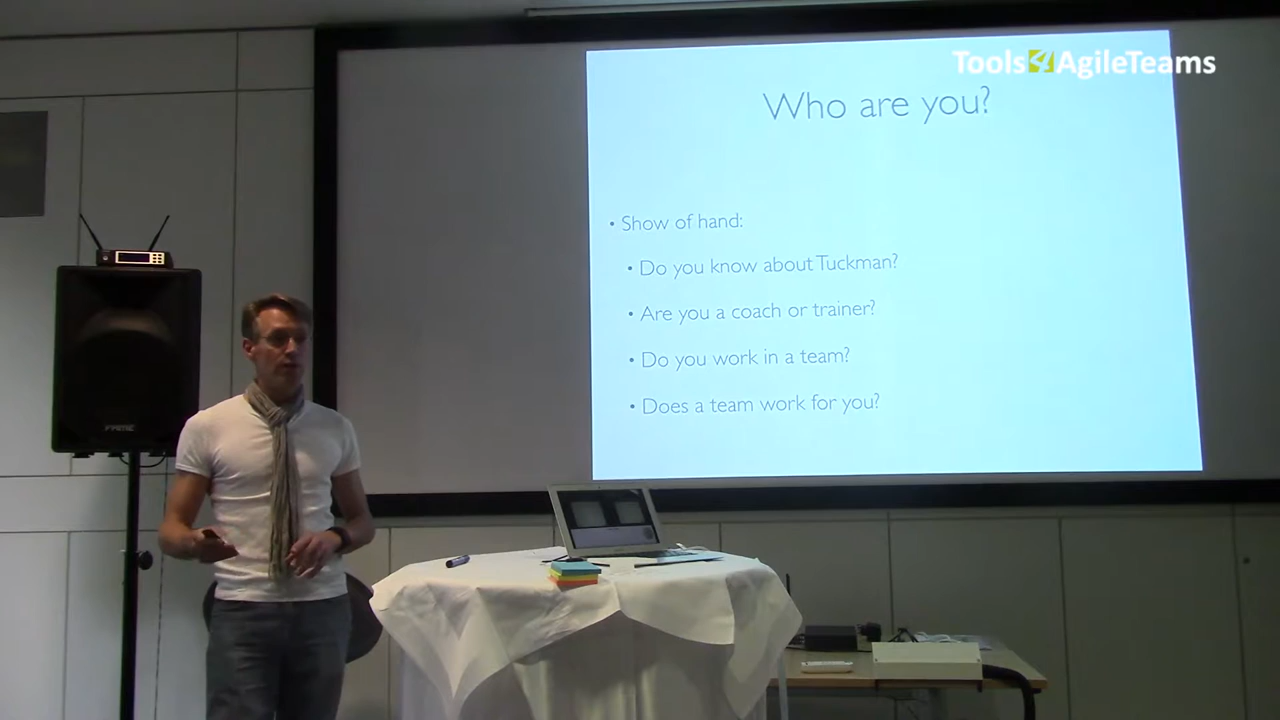 Tools4AgileTeams
Who are you?
• Show of hand:
• Do you know about Tuckman?
• Are you a coach or trainer?
• Do you work in a team?
• Does a team work for you?